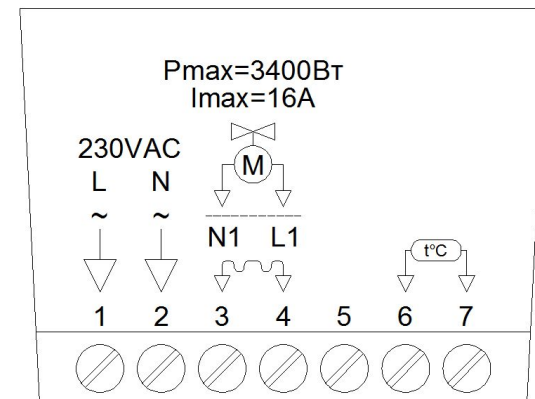 Pmax=3400Вт
Imax=16A
230VAC
L N
M
~ ~
N1 L1
t°C
1 2 3 4 5 6 7